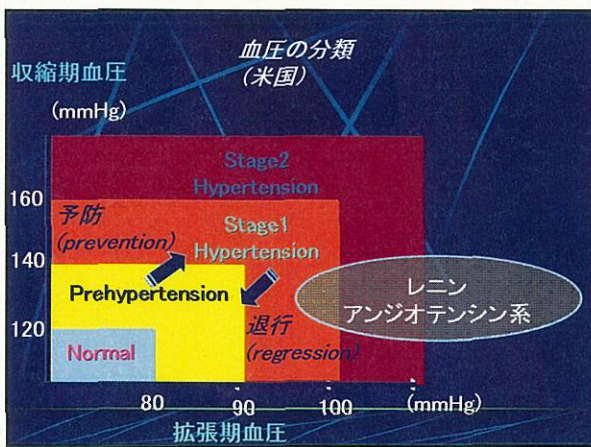 血圧の分類
(米国)
収縮期血圧
(mmHg)
Stage2
Hypertension
160
予防
(prevention)
Stage1
Hypertension
140
Prehypertension
レニン
アンジオテンシン系
120
Normal
退行
(regression)
80
90
100
(mmHg)
拡張期血圧